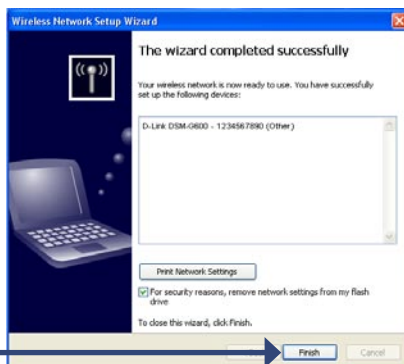 Wireless Network Setup Wizard
The wizard completed successfully
Your wireless network is now ready to use. You have successfully
set up the following devices:
D-Link DSM-G600 - 1234567890 (Other)
Print Network Settings
For security reasons, remove network settings from my flash
drive
To close this wizard, click Finish.
Finish
Cancel